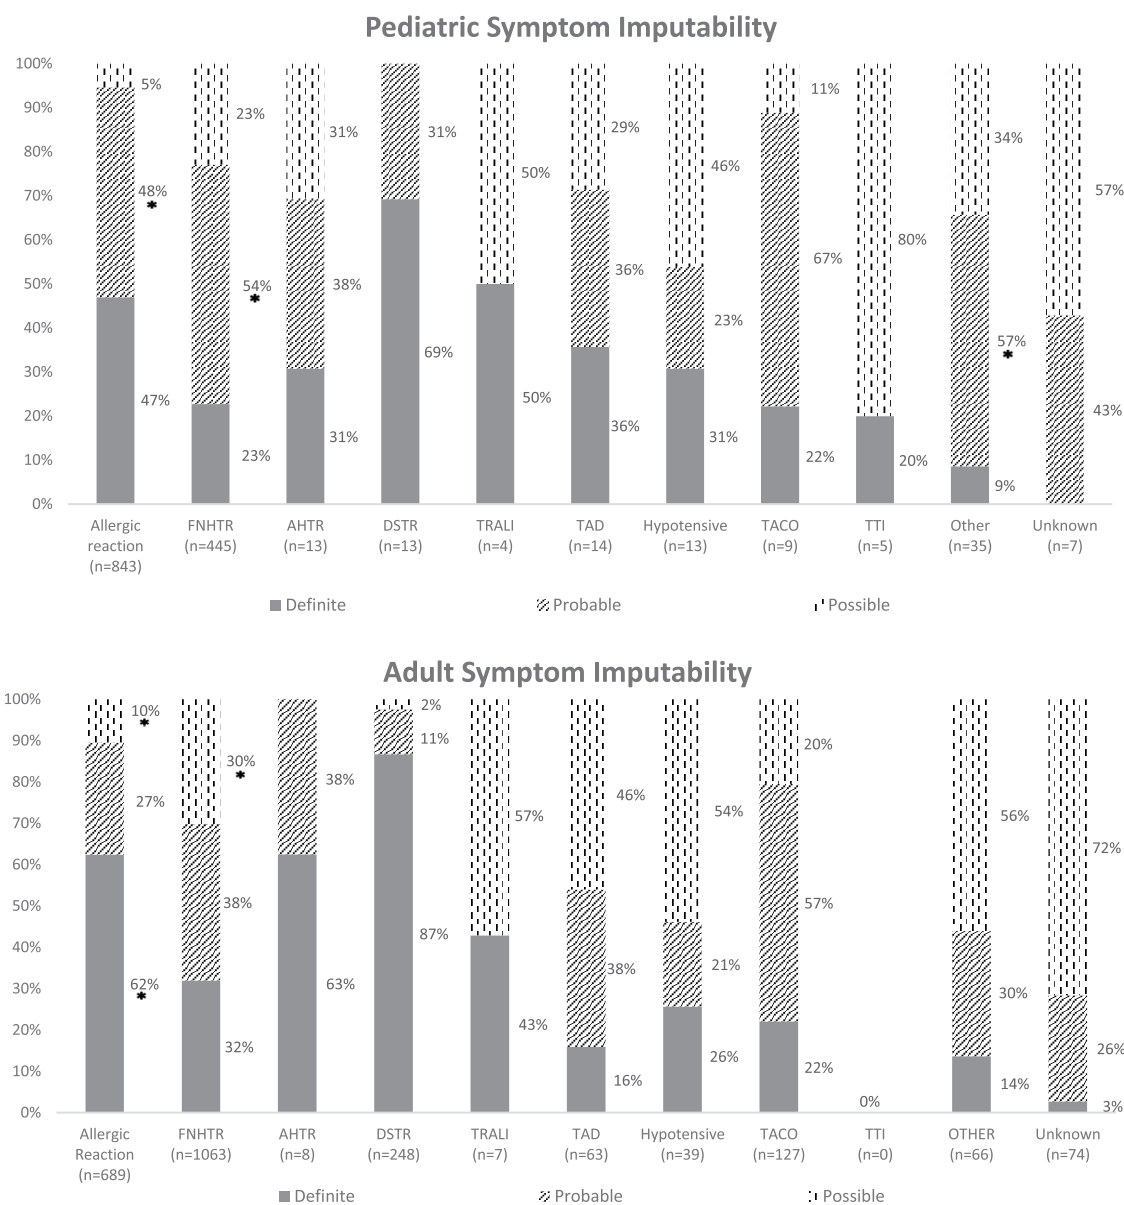 Pediatric Symptom Imputability
100%
90%
80%
70%
60%
50%
40%
30%
20%
10%
0%
5%
48%
*
47%
23%
54%
*
23%
31%
38%
31%
31%
69%
50%
50%
29%
36%
36%
46%
23%
31%
11%
67%
22%
80%
20%
34%
57%
*
9%
57%
43%
Allergic reaction (n=843)
FNHTR (n=445)
AHTR (n=13)
DSTR (n=13)
TRALI (n=4)
TAD (n=14)
Hypotensive (n=13)
TACO (n=9)
TTI (n=5)
Other (n=35)
Unknown (n=7)
Definite
Probable
Possible
Adult Symptom Imputability
100%
90%
80%
70%
60%
50%
40%
30%
20%
10%
0%
10%
*
27%
62%
*
30%
*
38%
32%
38%
63%
2%
11%
87%
57%
43%
46%
38%
16%
54%
21%
26%
20%
57%
22%
0%
56%
30%
14%
72%
26%
3%
Allergic Reaction (n=689)
FNHTR (n=1063)
AHTR (n=8)
DSTR (n=248)
TRALI (n=7)
TAD (n=63)
Hypotensive (n=39)
TACO (n=127)
TTI (n=0)
OTHER (n=66)
Unknown (n=74)
Definite
Probable
Possible